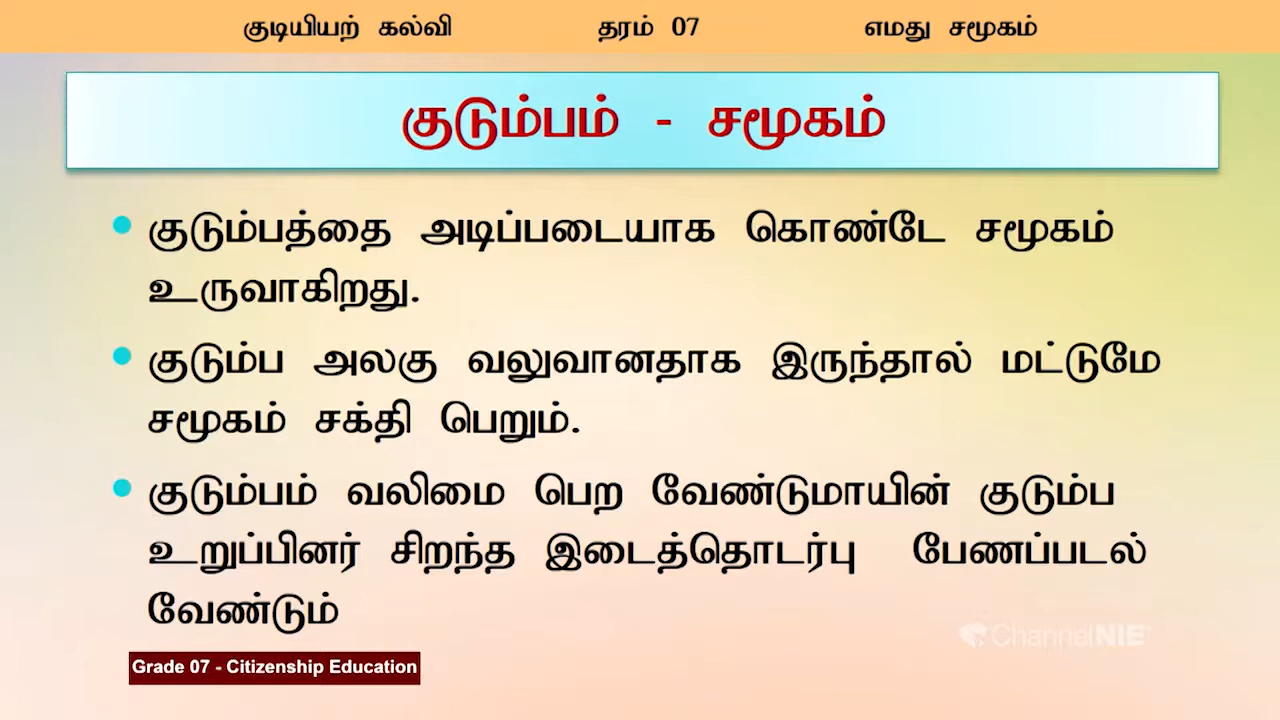 குடியியற் கல்வி தரம் 07 எமது சமூகம்
குடும்பம் - சமூகம்
• குடும்பத்தை அடிப்படையாக கொண்டே சமூகம்
உருவாகிறது.
• குடும்ப அலகு வலுவானதாக இருந்தால் மட்டுமே
சமூகம் சக்தி பெறும்.
• குடும்பம் வலிமை பெற வேண்டுமாயின் குடும்ப
உறுப்பினர் சிறந்த இடைத்தொடர்பு பேணப்படல்
வேண்டும்
ChannelNIE
Grade 07 - Citizenship Education